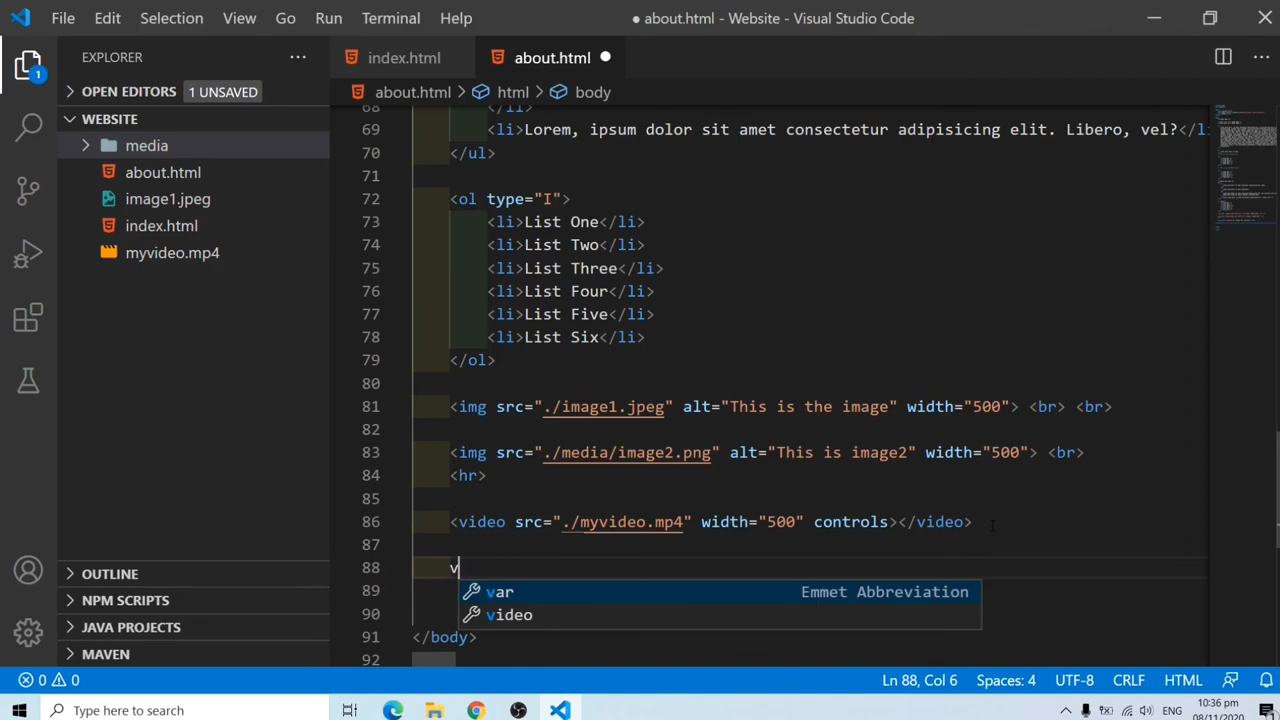 File Edit Selection View Go Run Terminal Help ● about.html - Website - Visual Studio Code
EXPLORER
index.html about.html
about.html > html > body
OPEN EDITORS 1 UNSAVED
WEBSITE
media
about.html
image1.jpeg
index.html
myvideo.mp4
OUTLINE
NPM SCRIPTS
JAVA PROJECTS
MAVEN
1
68 </li>
69 <li>Lorem, ipsum dolor sit amet consectetur adipisicing elit. Libero, vel?</li
70 </ul>
71
72 <ol type="I">
73 <li>List One</li>
74 <li>List Two</li>
75 <li>List Three</li>
76 <li>List Four</li>
77 <li>List Five</li>
78 <li>List Six</li>
79 </ol>
80
81 <img src="./image1.jpeg" alt="This is the image" width="500"> <br> <br>
82
83 <img src="./media/image2.png" alt="This is image2" width="500"> <br>
84 <hr>
85
86 <video src="./myvideo.mp4" width="500" controls></video>
87
88 v
var Emmet Abbreviation
video
89
90
91 </body>
92
0 0 Ln 88, Col 6 Spaces: 4 UTF-8 CRLF HTML
Type here to search ENG 10:36 pm
08/11/2020